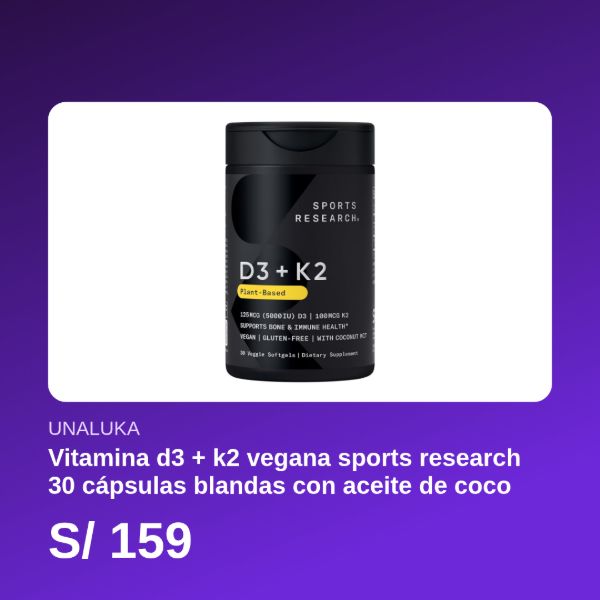 SPORTS
RESEARCH®
D3 + K2
Plant-Based
125MCG (5000IU) D3 | 100MCG K2
SUPPORTS BONE & IMMUNE HEALTH*
VEGAN | GLUTEN-FREE | WITH COCONUT MCT
30 Veggie Softgels | Dietary Supplement
UNALUKA
Vitamina d3 + k2 vegana sports research
30 cápsulas blandas con aceite de coco
S/ 159